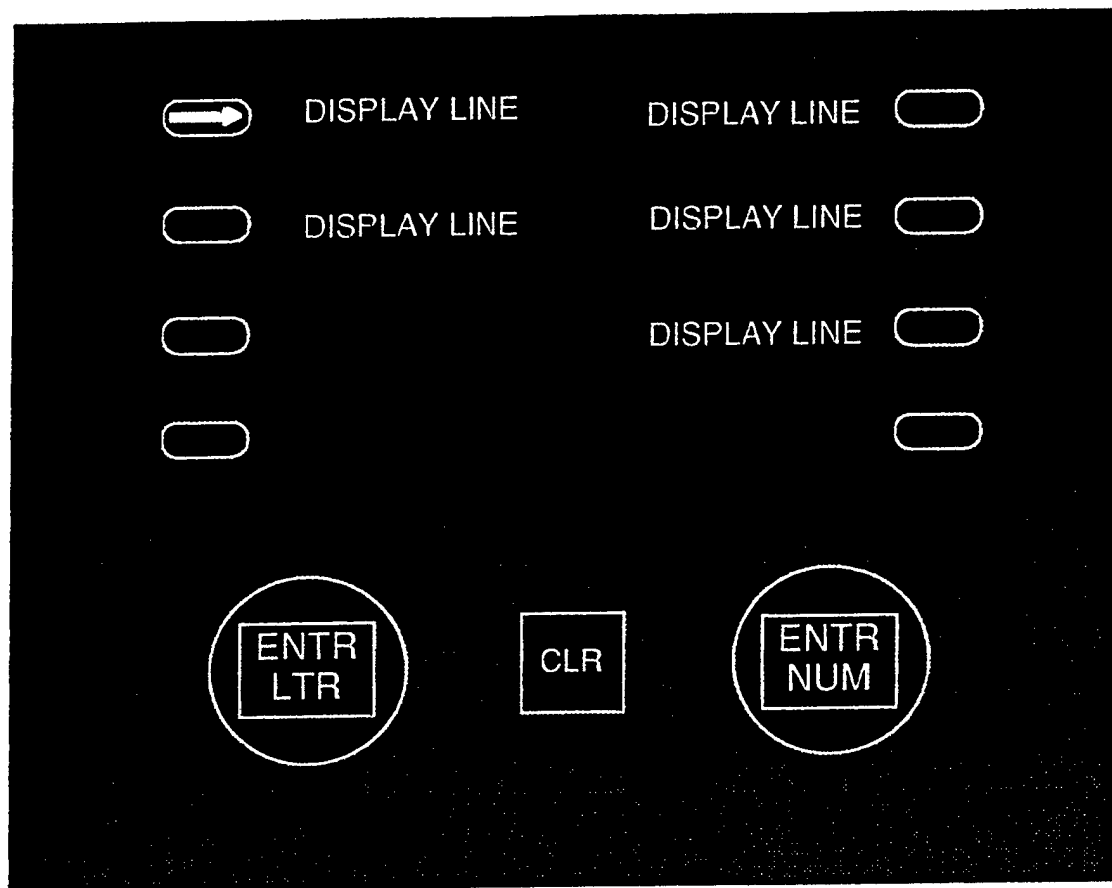 DISPLAY LINE DISPLAY LINE
DISPLAY LINE DISPLAY LINE
DISPLAY LINE
ENTR
LTR
CLR
ENTR
NUM